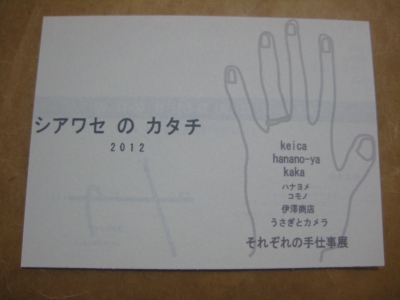 シアワセ の カタチ
2012
keica
hanano-ya
kaka
ハナヨメ
コモノ
伊澤商店
うさぎとカメラ
それぞれの手仕事展